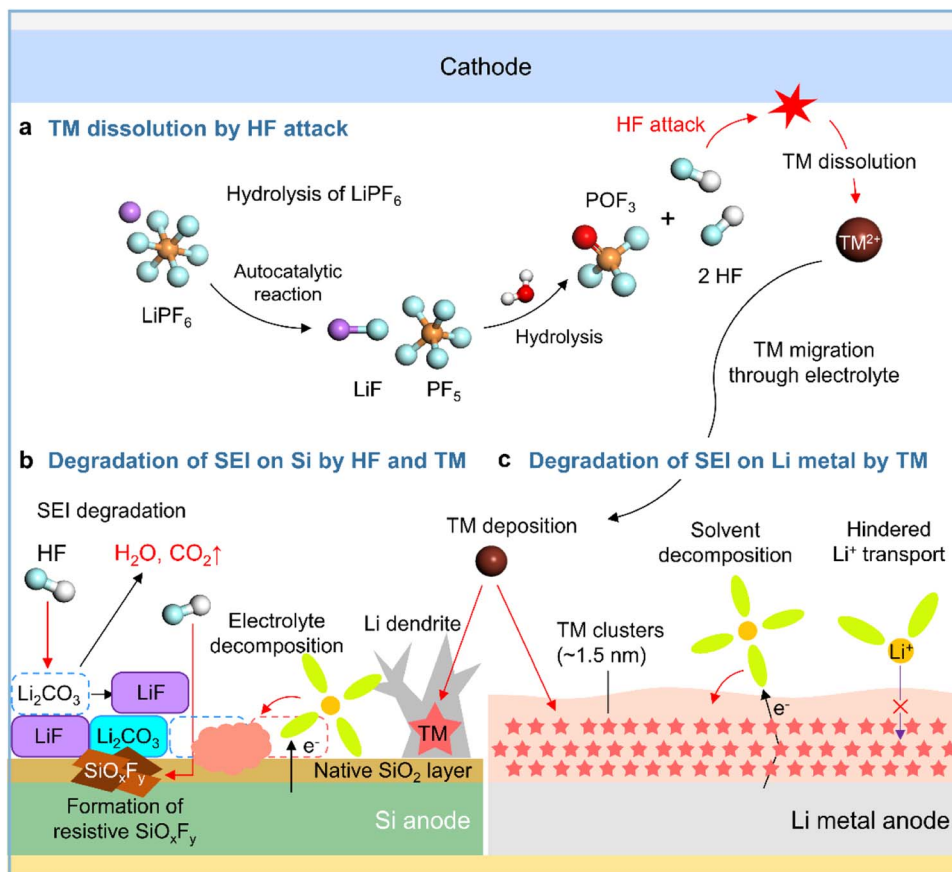 Cathode
a TM dissolution by HF attack
HF attack
TM dissolution
Hydrolysis of LiPF₆
POF₃
+
TM²⁺
2 HF
Autocatalytic
reaction
LiPF₆
Hydrolysis
LiF
PF₅
TM migration
through electrolyte
b Degradation of SEI on Si by HF and TM
SEI degradation
HF
H₂O, CO₂↑
Electrolyte
decomposition
Li dendrite
Li₂CO₃
LiF
LiF
Li₂CO₃
e⁻
TM
SiOₓFᵧ
Native SiO₂ layer
Formation of
resistive SiOₓFᵧ
Si anode
c Degradation of SEI on Li metal by TM
TM deposition
Solvent
decomposition
Hindered
Li⁺ transport
TM clusters
(~1.5 nm)
Li⁺
e⁻
Li metal anode